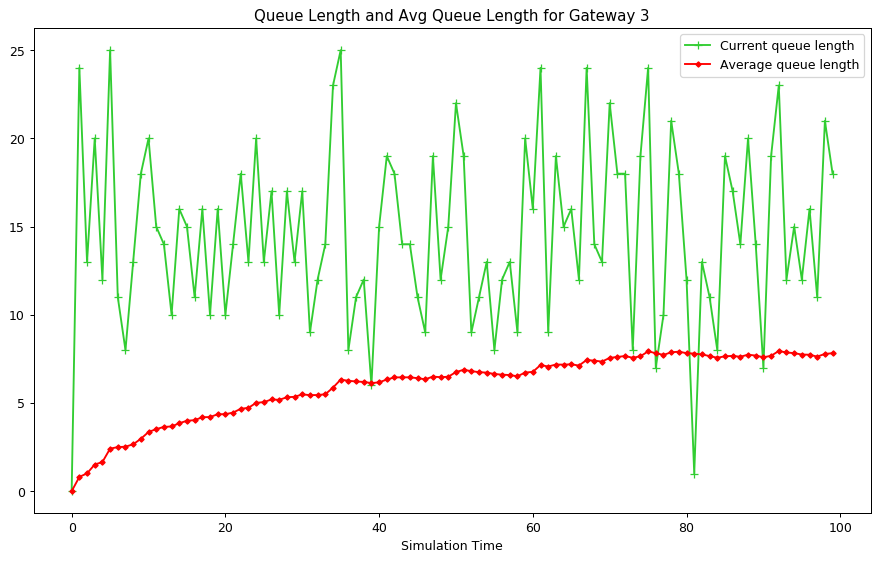 Queue Length and Avg Queue Length for Gateway 3
Current queue length
Average queue length
25
20
15
10
5
0
0 20 40 60 80 100
Simulation Time